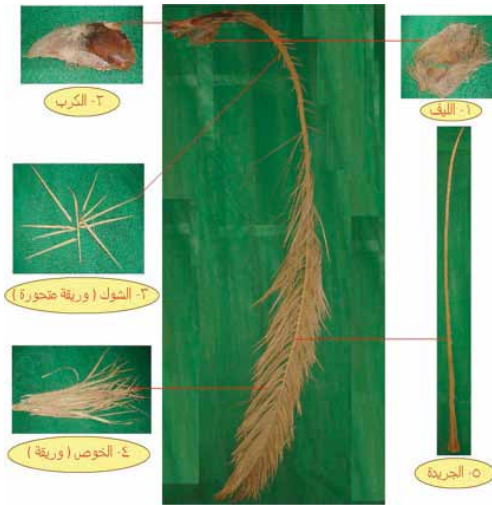 ١- الليف
٢- الكرب
٣- الشوك ( وريقة متحورة )
٤- الخوص ( وريقة )
٥- الجريدة